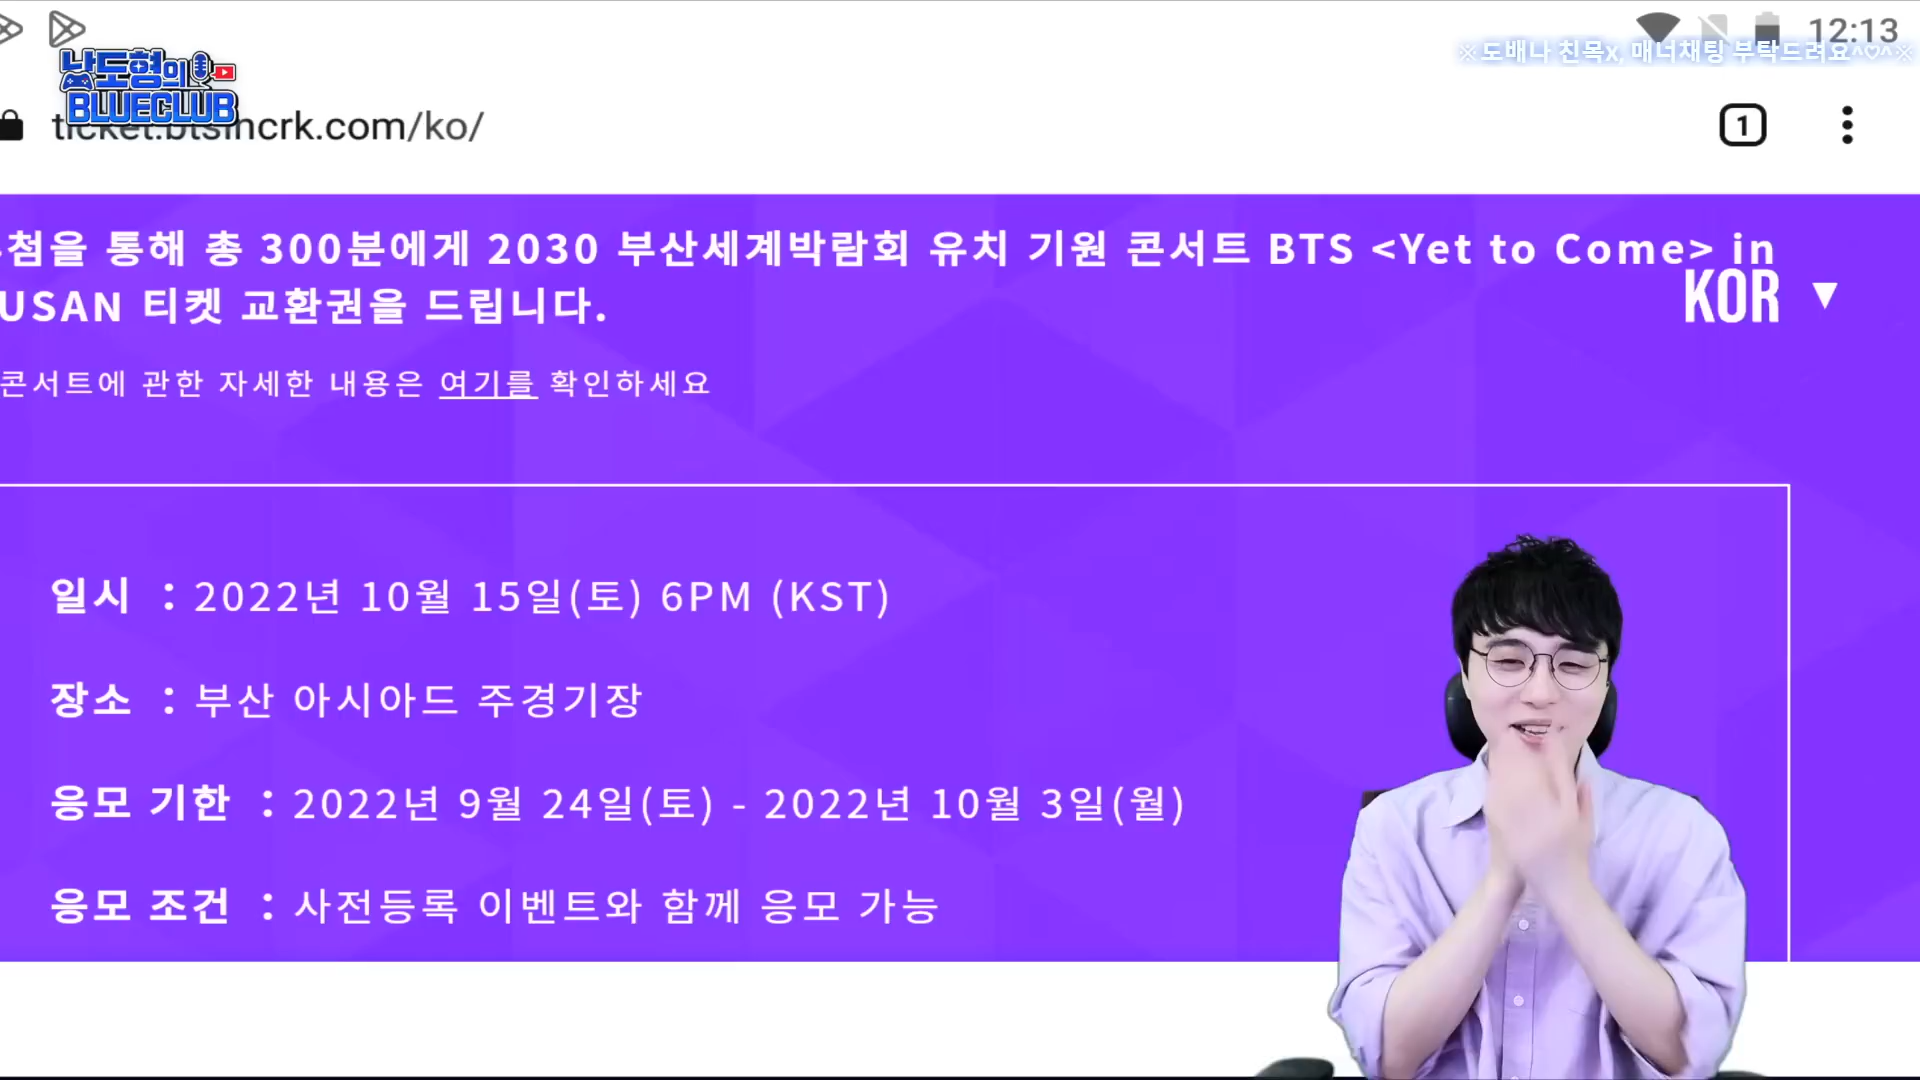 12:13
※도배나 친목x, 매너채팅 부탁드려요^♡^※
남도형의
BLUECLUB
ticket.btsincrk.com/ko/
1
첨을 통해 총 300분에게 2030 부산세계박람회 유치 기원 콘서트 BTS <Yet to Come> in
USAN 티켓 교환권을 드립니다.
KOR ▼
콘서트에 관한 자세한 내용은 여기를 확인하세요
일시 : 2022년 10월 15일(토) 6PM (KST)
장소 : 부산 아시아드 주경기장
응모 기한 : 2022년 9월 24일(토) - 2022년 10월 3일(월)
응모 조건 : 사전등록 이벤트와 함께 응모 가능